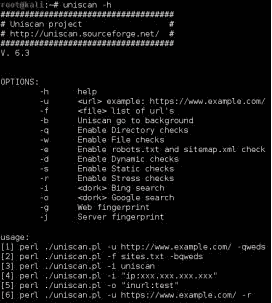 root@kali:~# uniscan -h
####################################
# Uniscan project                  #
# http://uniscan.sourceforge.net/  #
####################################
V. 6.3
OPTIONS:
-h help
-u <url> example: https://www.example.com/
-f <file> list of url's
-b Uniscan go to background
-q Enable Directory checks
-w Enable File checks
-e Enable robots.txt and sitemap.xml check
-d Enable Dynamic checks
-s Enable Static checks
-r Enable Stress checks
-i <dork> Bing search
-o <dork> Google search
-g Web fingerprint
-j Server fingerprint
usage:
[1] perl ./uniscan.pl -u http://www.example.com/ -qweds
[2] perl ./uniscan.pl -f sites.txt -bqweds
[3] perl ./uniscan.pl -i uniscan
[4] perl ./uniscan.pl -i "ip:xxx.xxx.xxx.xxx"
[5] perl ./uniscan.pl -o "inurl:test"
[6] perl ./uniscan.pl -u https://www.example.com/ -r